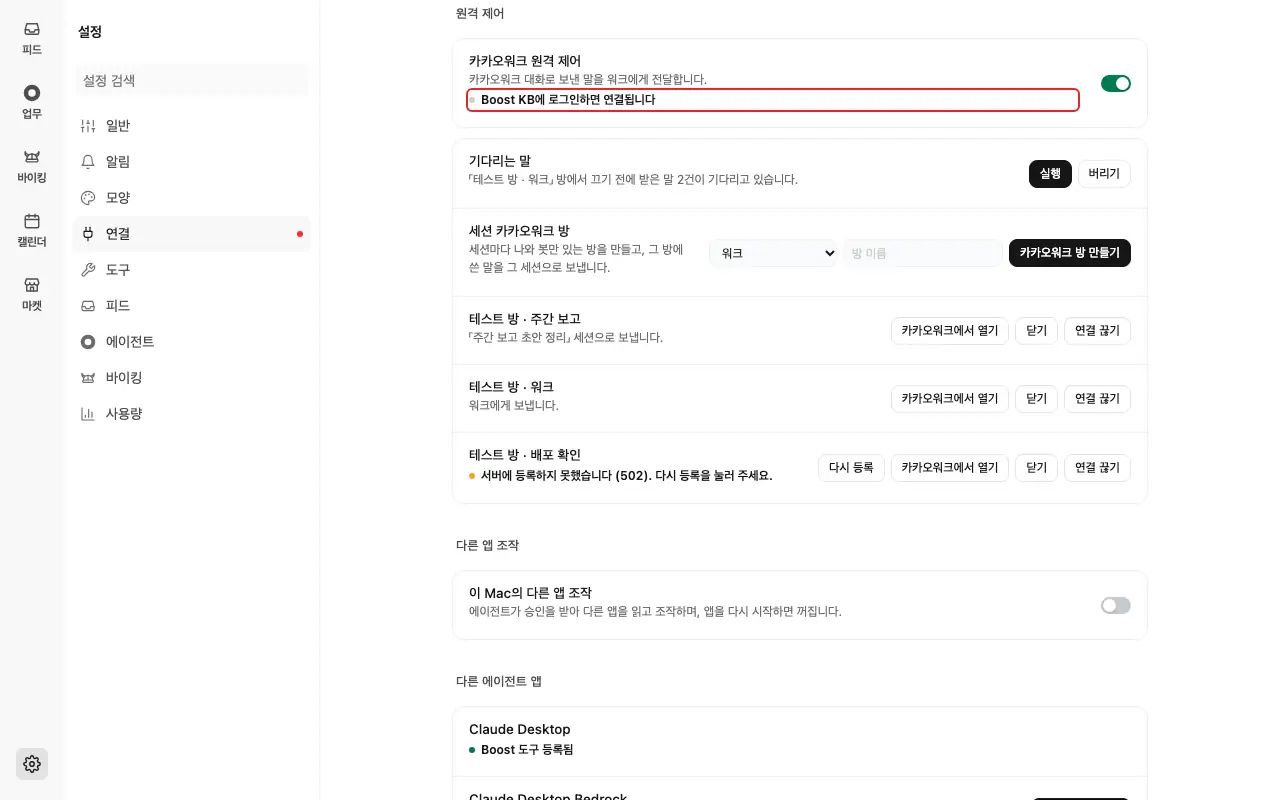 피드
업무
바이킹
캘린더
마켓
설정
설정 검색
일반
알림
모양
연결
도구
피드
에이전트
바이킹
사용량
원격 제어
카카오워크 원격 제어
카카오워크 대화로 보낸 말을 워크에게 전달합니다.
Boost KB에 로그인하면 연결됩니다
기다리는 말
「테스트 방 · 워크」 방에서 끄기 전에 받은 말 2건이 기다리고 있습니다.
실행
버리기
세션 카카오워크 방
세션마다 나와 봇만 있는 방을 만들고, 그 방에
쓴 말을 그 세션으로 보냅니다.
워크
방 이름
카카오워크 방 만들기
테스트 방 · 주간 보고
「주간 보고 초안 정리」 세션으로 보냅니다.
카카오워크에서 열기
닫기
연결 끊기
테스트 방 · 워크
워크에게 보냅니다.
카카오워크에서 열기
닫기
연결 끊기
테스트 방 · 배포 확인
서버에 등록하지 못했습니다 (502). 다시 등록을 눌러 주세요.
다시 등록
카카오워크에서 열기
닫기
연결 끊기
다른 앱 조작
이 Mac의 다른 앱 조작
에이전트가 승인을 받아 다른 앱을 읽고 조작하며, 앱을 다시 시작하면 꺼집니다.
다른 에이전트 앱
Claude Desktop
Boost 도구 등록됨
Claude Desktop Bedrock